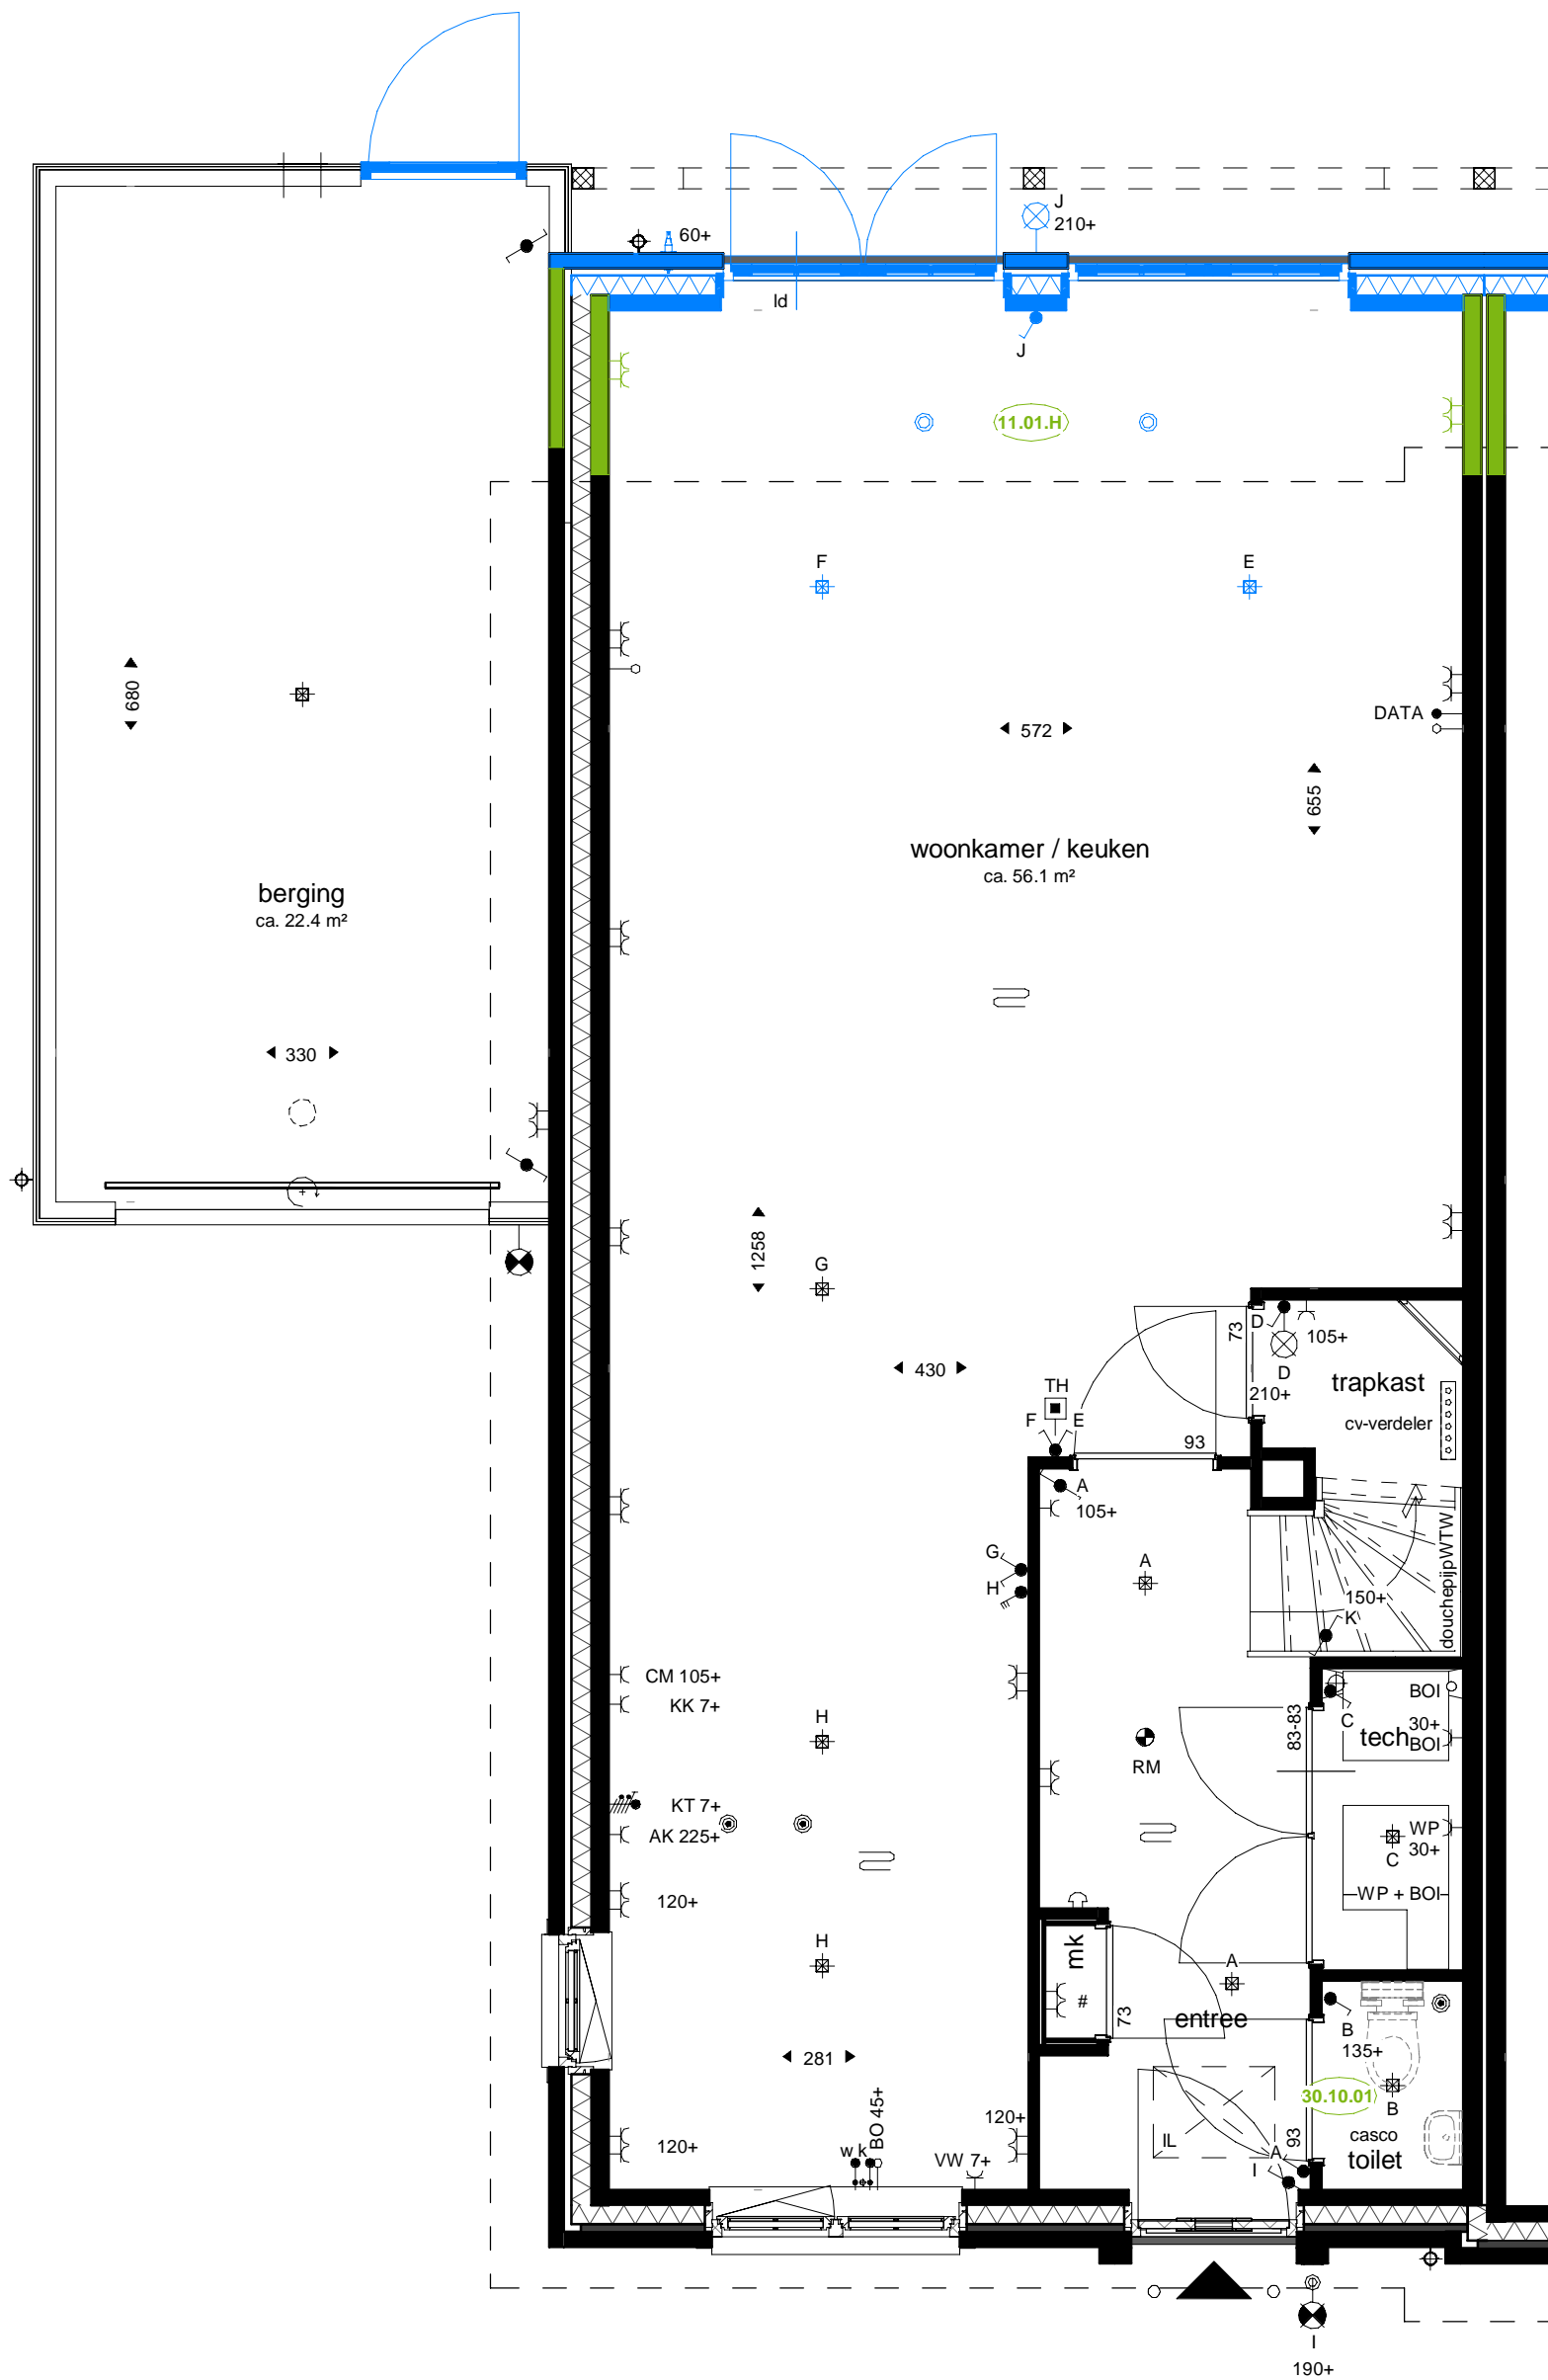 J
210+
60+
ld
J
11.01.H
F
E
680
DATA
572
655
woonkamer / keuken
ca. 56.1 m²
berging
ca. 22.4 m²
330
1258
G
D
73
105+
D
430
trapkast
TH
210+
F
E
cv-verdeler
93
A
105+
G
A
H
150+
K
douchepijpWTW
CM 105+
KK 7+
BOI
C
H
83-83
30+
tech
BOI
RM
KT 7+
AK 225+
WP
30+
C
WP + BOI
120+
mk
H
A
#
73
entree
B
135+
281
30.10.01
B
BO 45+
120+
120+
IL
93
casco
w k
VW 7+
A
toilet
I
I
190+